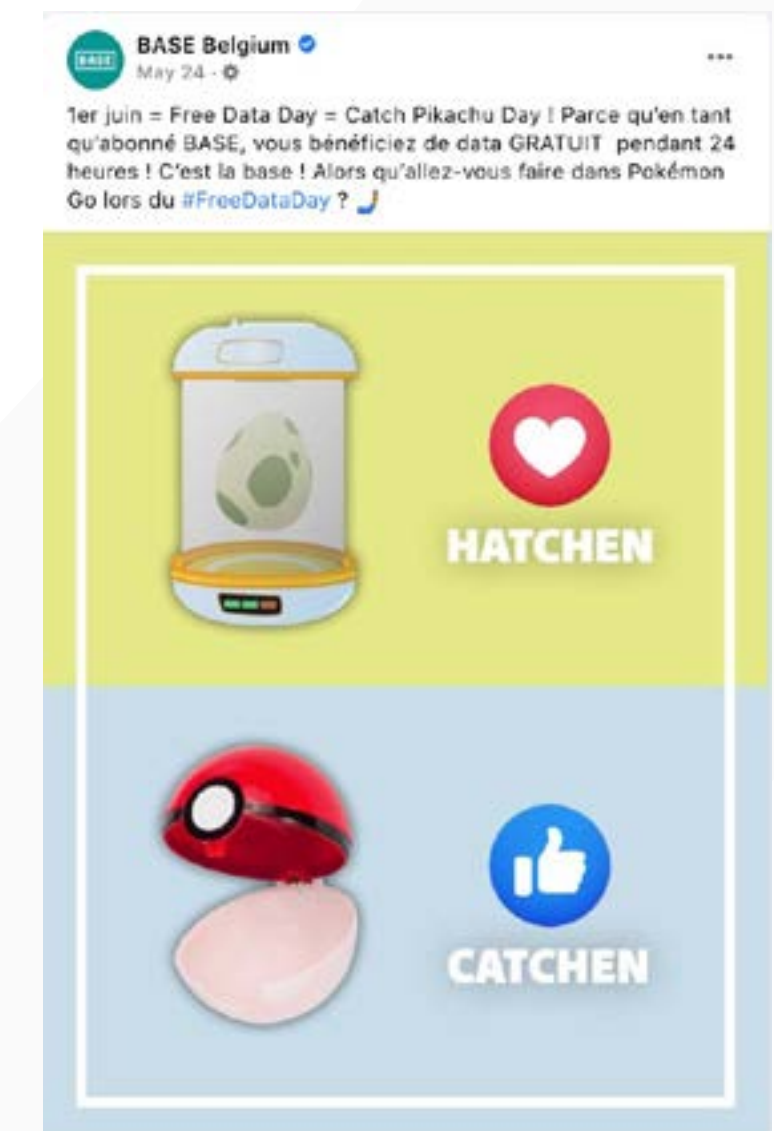 BASE
BASE Belgium
May 24 ·
1er juin = Free Data Day = Catch Pikachu Day ! Parce qu'en tant
qu'abonné BASE, vous bénéficiez de data GRATUIT pendant 24
heures ! C'est la base ! Alors qu'allez-vous faire dans Pokémon
Go lors du #FreeDataDay ? 🤳
HATCHEN
CATCHEN